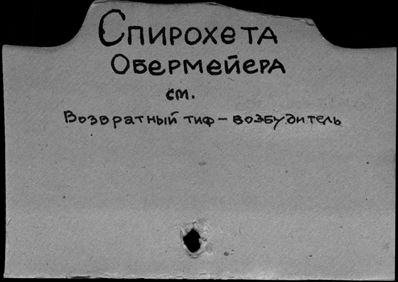 Спирохета
Обермейера
см.
Возвратный тиф – возбудитель